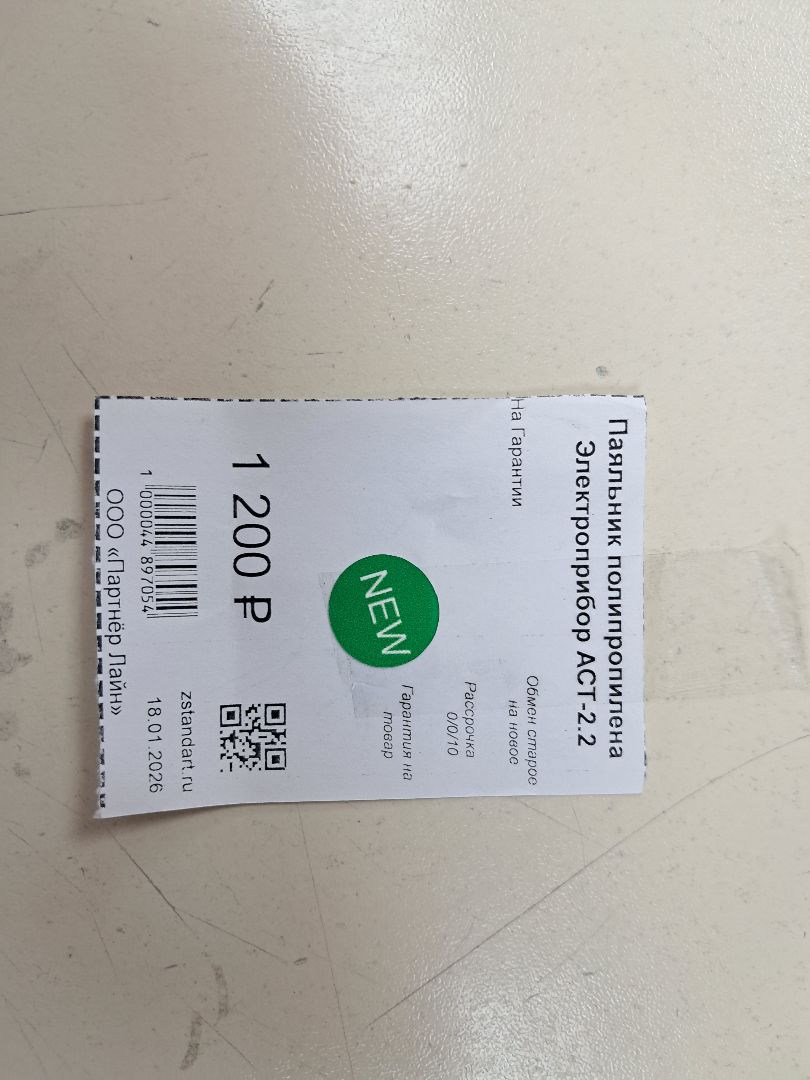 Паяльник полипропилена
Электроприбор АСТ-2.2
На Гарантии
Обмен старое
на новое
Рассрочка
0/0/10
Гарантия на
товар
NEW
1 200 ₽
1 000044 897054
zstandart.ru
18.01.2026
ООО «Партнёр Лайн»